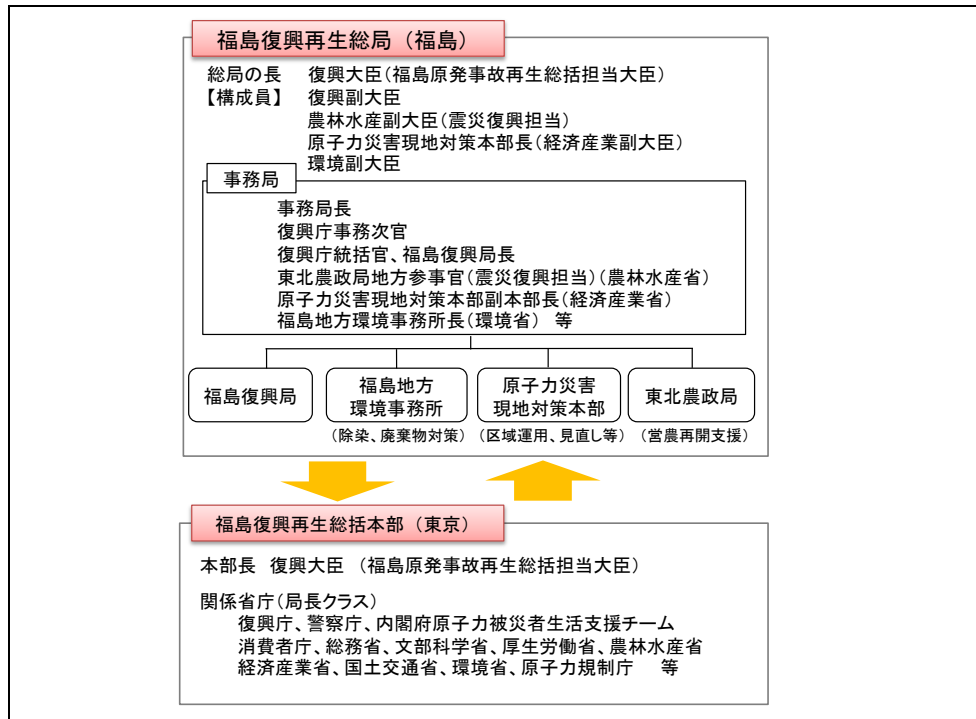 福島復興再生総局（福島）
総局の長　復興大臣（福島原発事故再生総括担当大臣）
【構成員】　復興副大臣
農林水産副大臣（震災復興担当）
原子力災害現地対策本部長（経済産業副大臣）
環境副大臣
事務局
事務局長
復興庁事務次官
復興庁統括官、福島復興局長
東北農政局地方参事官（震災復興担当）（農林水産省）
原子力災害現地対策本部副本部長（経済産業省）
福島地方環境事務所長（環境省）　等
福島復興局
福島地方
環境事務所
（除染、廃棄物対策）
原子力災害
現地対策本部
（区域運用、見直し等）
東北農政局
（営農再開支援）
福島復興再生総括本部（東京）
本部長　復興大臣　（福島原発事故再生総括担当大臣）
関係省庁（局長クラス）
復興庁、警察庁、内閣府原子力被災者生活支援チーム
消費者庁、総務省、文部科学省、厚生労働省、農林水産省
経済産業省、国土交通省、環境省、原子力規制庁　等